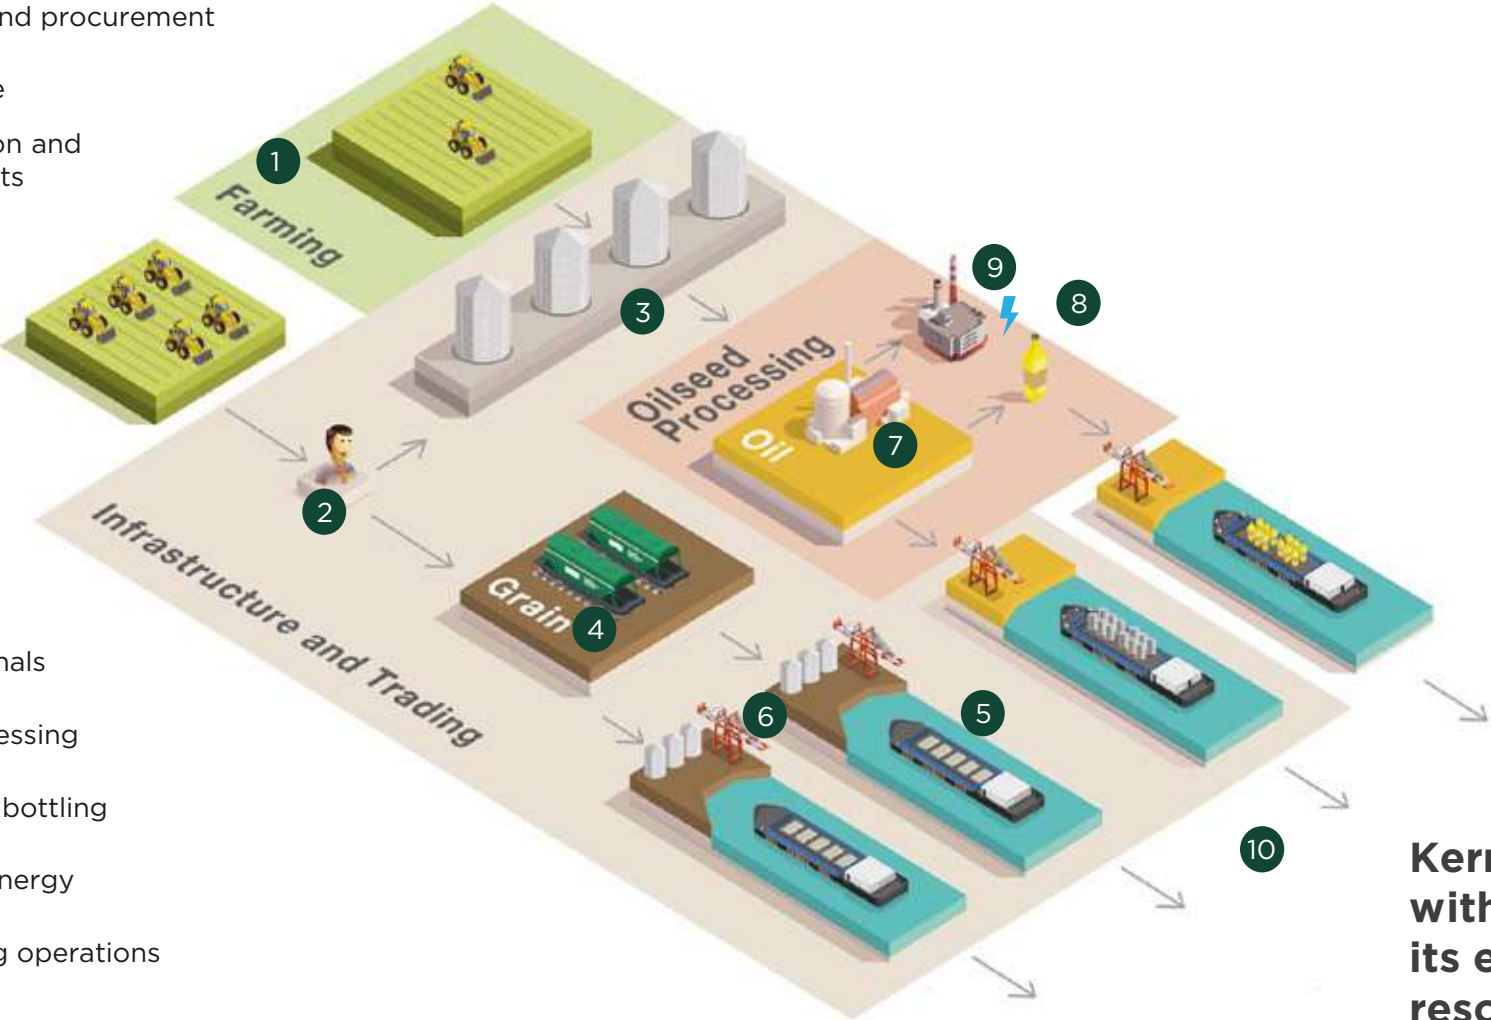 nd procurement
e
on and
ts
1
Farming
3
9
8
Oilseed
Processing
Oil
7
2
Infrastructure and Trading
Grain
4
6
5
10
nals
essing
bottling
nergy
g operations
Kern
with
its e
reso